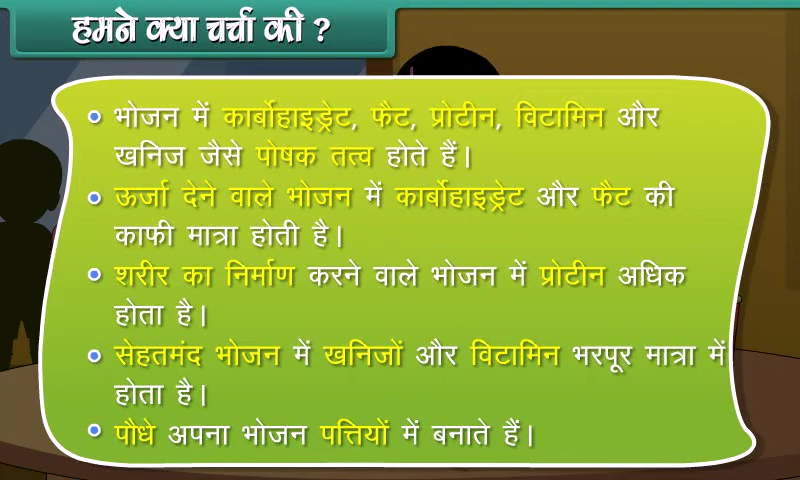 हमने क्या चर्चा की ?
• भोजन में कार्बोहाइड्रेट, फैट, प्रोटीन, विटामिन और
खनिज जैसे पोषक तत्व होते हैं।
• ऊर्जा देने वाले भोजन में कार्बोहाइड्रेट और फैट की
काफी मात्रा होती है।
• शरीर का निर्माण करने वाले भोजन में प्रोटीन अधिक
होता है।
• सेहतमंद भोजन में खनिजों और विटामिन भरपूर मात्रा में
होता है।
• पौधे अपना भोजन पत्तियों में बनाते हैं।